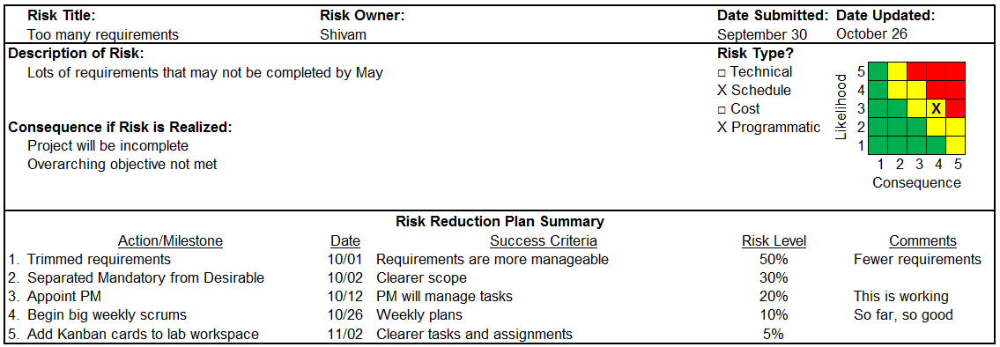 Risk Title: Risk Owner: Date Submitted: Date Updated:
Too many requirements Shivam September 30 October 26
Description of Risk: Risk Type?
Lots of requirements that may not be completed by May □ Technical
X Schedule
□ Cost
Consequence if Risk is Realized: X Programmatic
Project will be incomplete
Overarching objective not met
Likelihood
5
4
3 X
2
1
1 2 3 4 5
Consequence
Risk Reduction Plan Summary
Action/Milestone Date Success Criteria Risk Level Comments
1. Trimmed requirements 10/01 Requirements are more manageable 50% Fewer requirements
2. Separated Mandatory from Desirable 10/02 Clearer scope 30%
3. Appoint PM 10/12 PM will manage tasks 20% This is working
4. Begin big weekly scrums 10/26 Weekly plans 10% So far, so good
5. Add Kanban cards to lab workspace 11/02 Clearer tasks and assignments 5%